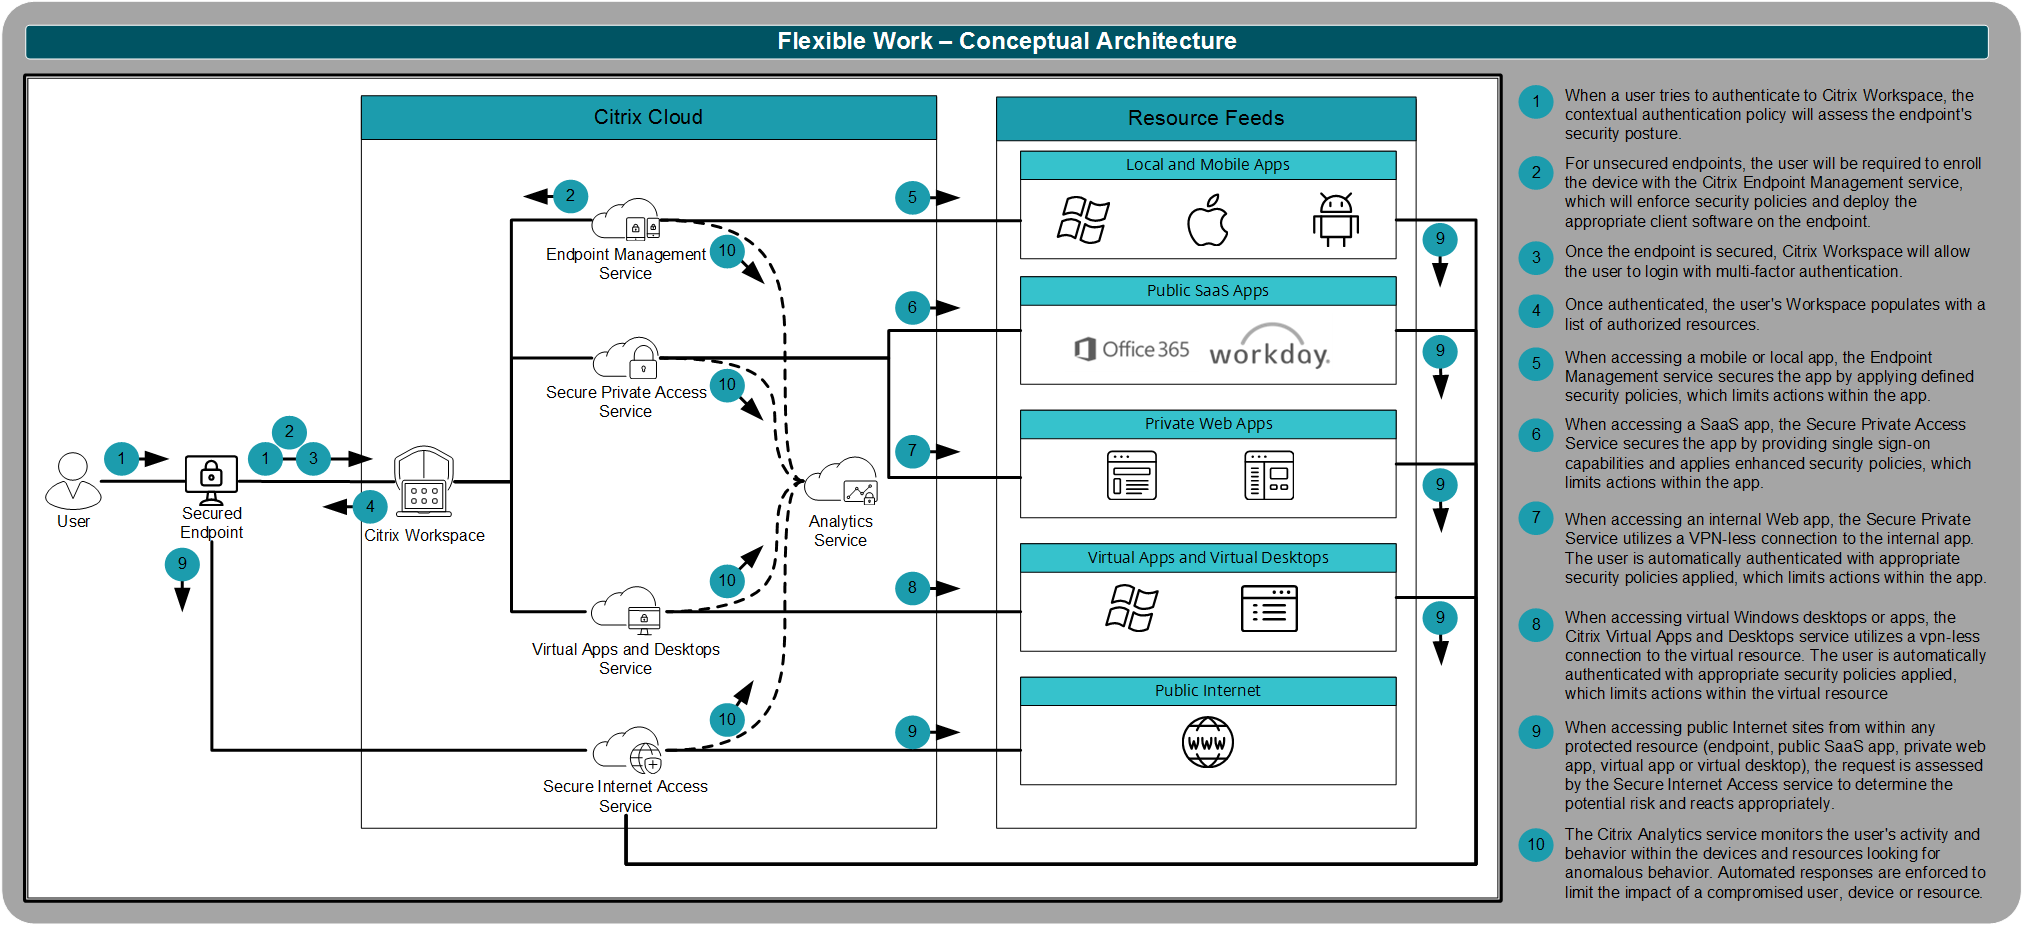 Flexible Work – Conceptual Architecture
Citrix Cloud
Resource Feeds
Local and Mobile Apps
2
5
Endpoint Management
Service
10
9
Public SaaS Apps
6
Office 365
workday.
9
Secure Private Access
Service
10
Private Web Apps
7
9
1
2
1
3
4
User
Secured
Endpoint
Citrix Workspace
Analytics
Service
Virtual Apps and Virtual Desktops
9
10
8
9
Virtual Apps and Desktops
Service
Public Internet
10
9
WWW
Secure Internet Access
Service
1
When a user tries to authenticate to Citrix Workspace, the
contextual authentication policy will assess the endpoint's
security posture.
2
For unsecured endpoints, the user will be required to enroll
the device with the Citrix Endpoint Management service,
which will enforce security policies and deploy the
appropriate client software on the endpoint.
3
Once the endpoint is secured, Citrix Workspace will allow
the user to login with multi-factor authentication.
4
Once authenticated, the user's Workspace populates with a
list of authorized resources.
5
When accessing a mobile or local app, the Endpoint
Management service secures the app by applying defined
security policies, which limits actions within the app.
6
When accessing a SaaS app, the Secure Private Access
Service secures the app by providing single sign-on
capabilities and applies enhanced security policies, which
limits actions within the app.
7
When accessing an internal Web app, the Secure Private
Service utilizes a VPN-less connection to the internal app.
The user is automatically authenticated with appropriate
security policies applied, which limits actions within the app.
8
When accessing virtual Windows desktops or apps, the
Citrix Virtual Apps and Desktops service utilizes a vpn-less
connection to the virtual resource. The user is automatically
authenticated with appropriate security policies applied,
which limits actions within the virtual resource
9
When accessing public Internet sites from within any
protected resource (endpoint, public SaaS app, private web
app, virtual app or virtual desktop), the request is assessed
by the Secure Internet Access service to determine the
potential risk and reacts appropriately.
10
The Citrix Analytics service monitors the user's activity and
behavior within the devices and resources looking for
anomalous behavior. Automated responses are enforced to
limit the impact of a compromised user, device or resource.